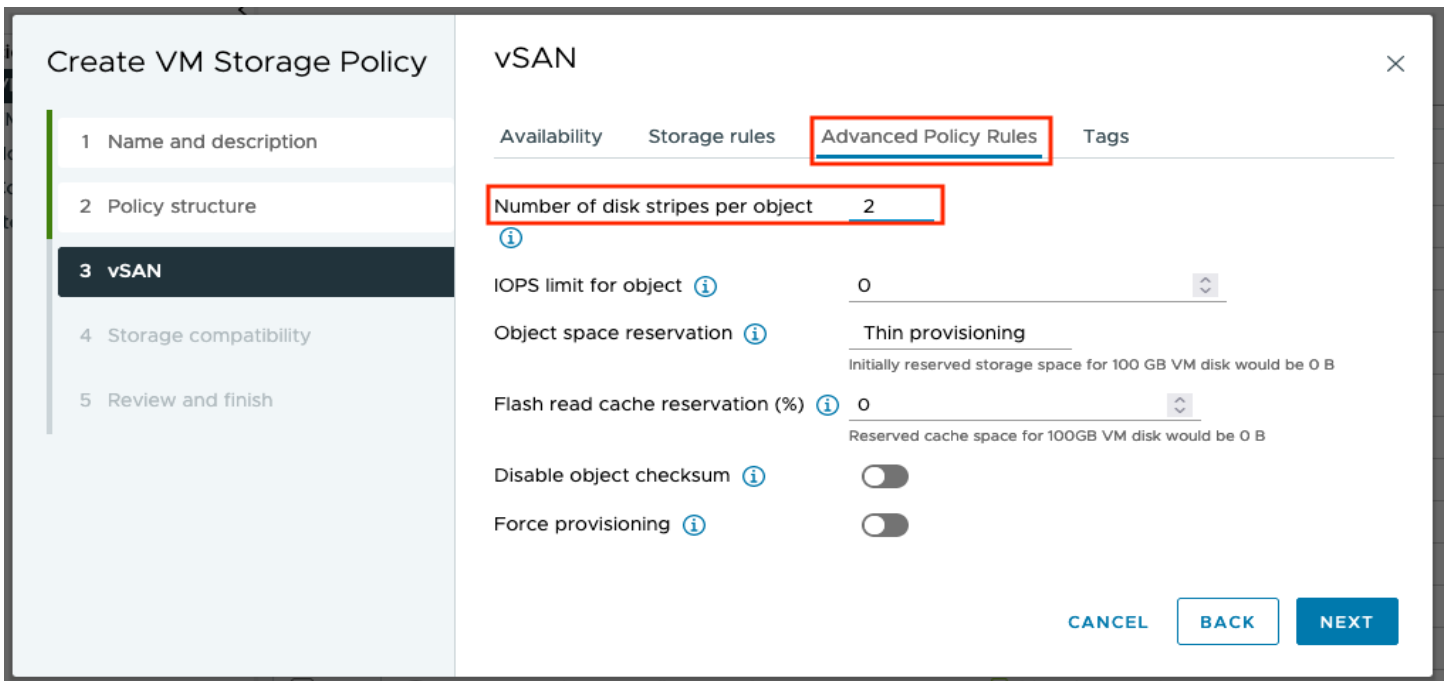 Create VM Storage Policy
1 Name and description
2 Policy structure
3 vSAN
4 Storage compatibility
5 Review and finish
vSAN
Availability Storage rules Advanced Policy Rules Tags
Number of disk stripes per object 2
IOPS limit for object 0
Object space reservation Thin provisioning
Initially reserved storage space for 100 GB VM disk would be 0 B
Flash read cache reservation (%) 0
Reserved cache space for 100GB VM disk would be 0 B
Disable object checksum
Force provisioning
CANCEL BACK NEXT